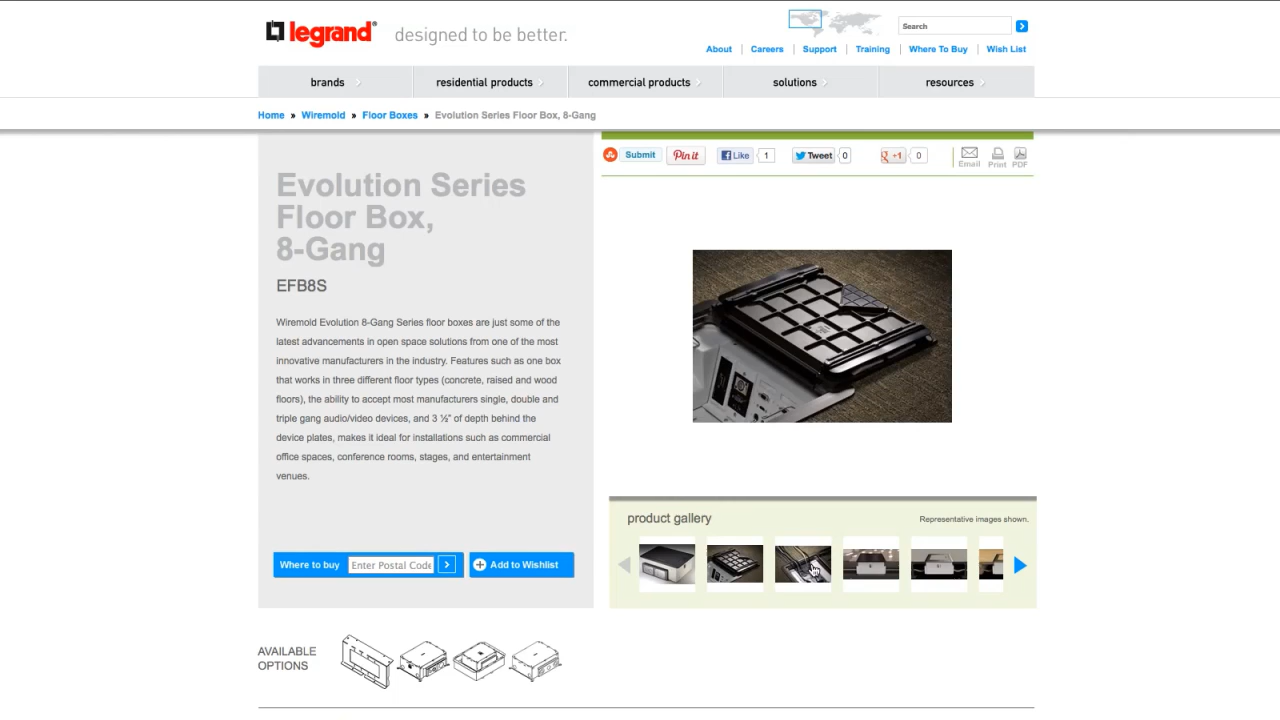 legrand®
designed to be better.
Search
About
Careers
Support
Training
Where To Buy
Wish List
brands
residential products
commercial products
solutions
resources
Home » Wiremold » Floor Boxes » Evolution Series Floor Box, 8-Gang
Submit
Pin it
Like
1
Tweet
0
g +1
0
Email
Print
PDF
Evolution Series
Floor Box,
8-Gang
EFB8S
Wiremold Evolution 8-Gang Series floor boxes are just some of the
latest advancements in open space solutions from one of the most
innovative manufacturers in the industry. Features such as one box
that works in three different floor types (concrete, raised and wood
floors), the ability to accept most manufacturers single, double and
triple gang audio/video devices, and 3 ½" of depth behind the
device plates, makes it ideal for installations such as commercial
office spaces, conference rooms, stages, and entertainment
venues.
Where to buy
Enter Postal Code
Add to Wishlist
product gallery
Representative images shown.
AVAILABLE
OPTIONS